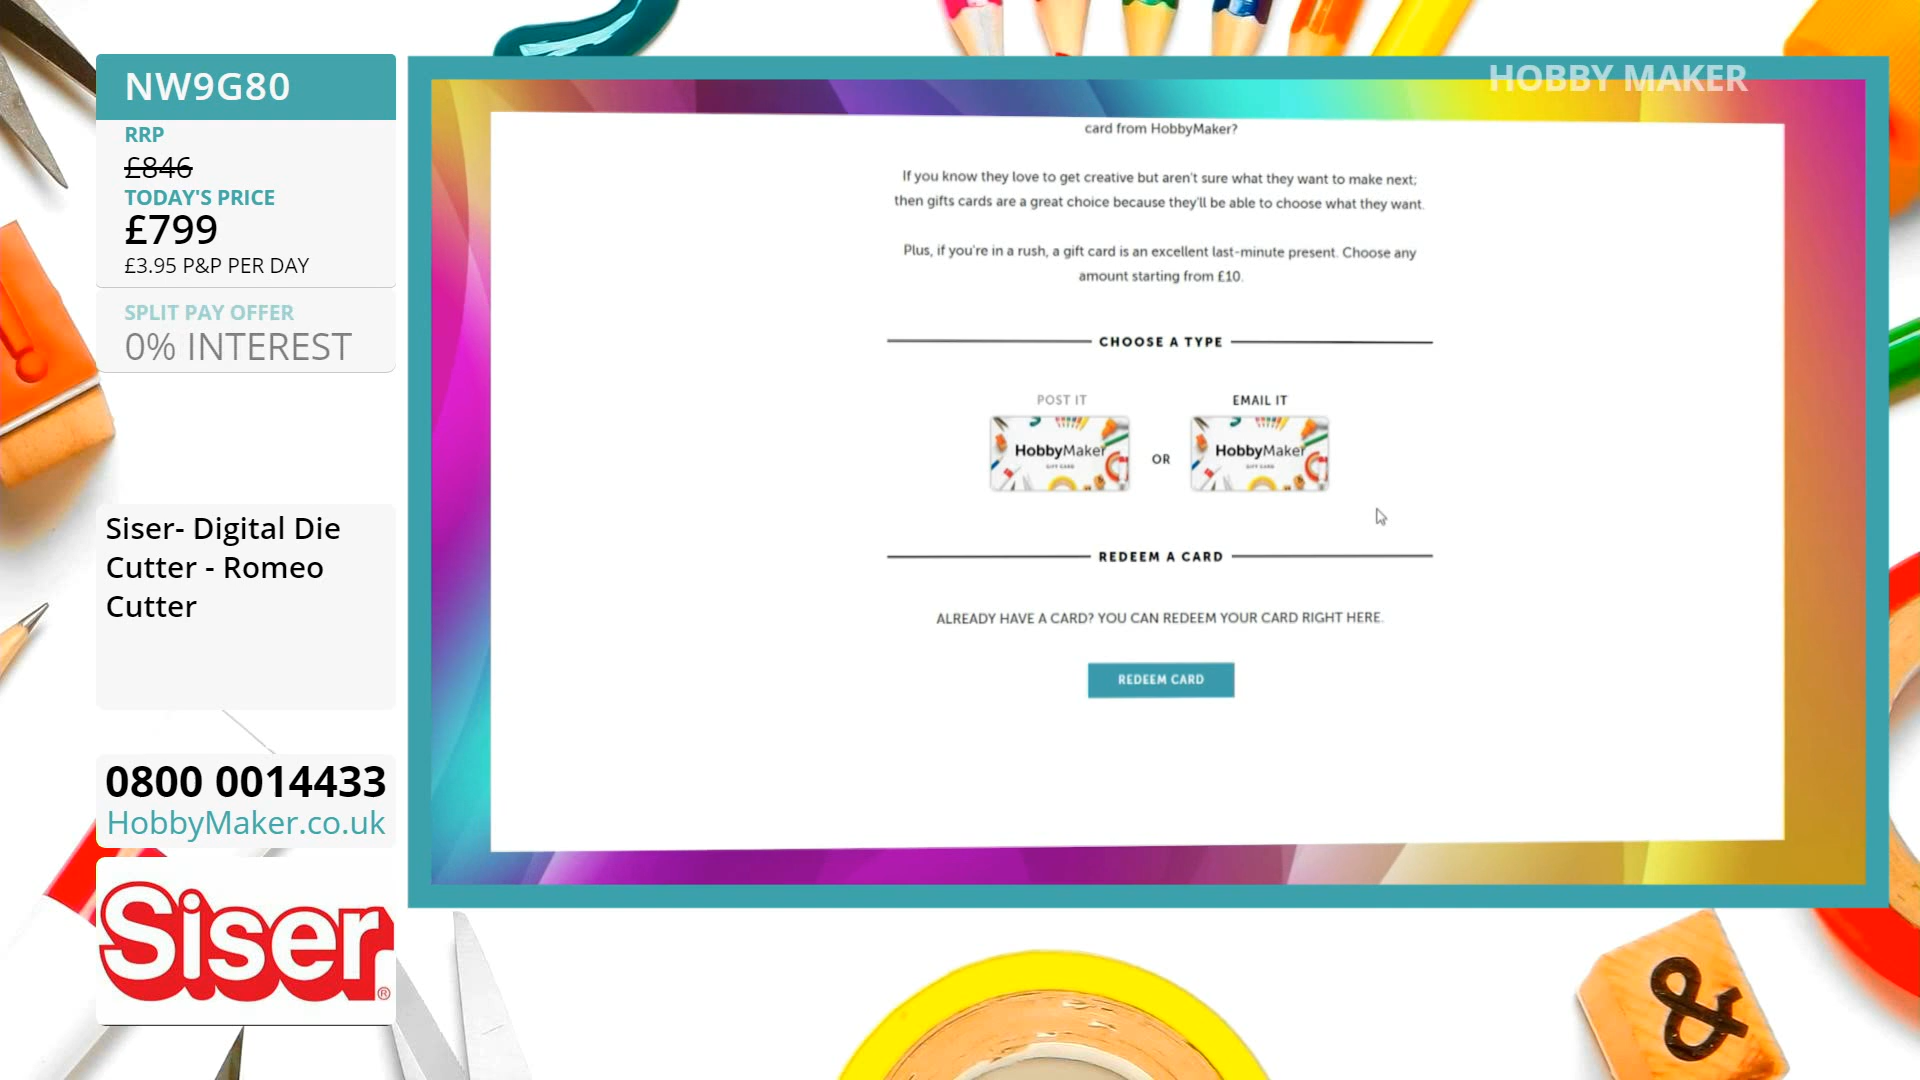 NW9G80
RRP
£846
TODAY'S PRICE
£799
£3.95 P&P PER DAY
SPLIT PAY OFFER
0% INTEREST
Siser- Digital Die
Cutter - Romeo
Cutter
0800 0014433
HobbyMaker.co.uk
Siser®
HOBBY MAKER
card from HobbyMaker?
If you know they love to get creative but aren't sure what they want to make next;
then gifts cards are a great choice because they'll be able to choose what they want.
Plus, if you're in a rush, a gift card is an excellent last-minute present. Choose any
amount starting from £10.
CHOOSE A TYPE
POST IT
EMAIL IT
HobbyMaker
GIFT CARD
OR
HobbyMaker
GIFT CARD
REDEEM A CARD
ALREADY HAVE A CARD? YOU CAN REDEEM YOUR CARD RIGHT HERE.
REDEEM CARD
&